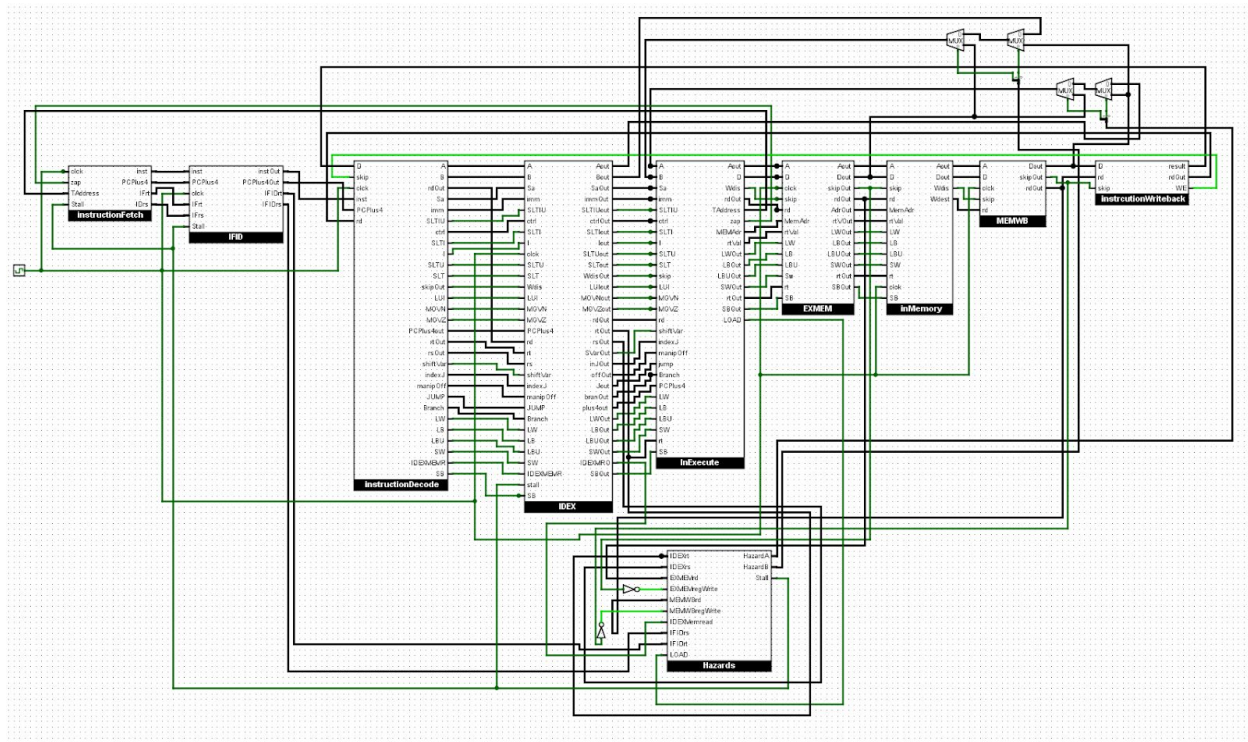 MUX
MUX
MUX
MUX
clok
zap
TAddress
Stall
inst
PCPlus4
IFrt
IDrs
instructionFetch
inst
PCPlus4
clok
IFrt
IFrs
Stall
instOut
PCPlus4Out
IFIDrt
IFIDrs
IFID
D
skip
clok
inst
PCPlus4
rd
A
B
rdOut
Sa
imm
SLTIU
ctrl
SLTI
I
SLTU
SLT
skipOut
LUI
MOVN
MOVZ
PCPlus4out
rtOut
rsOut
shiftVar
indexJ
manipOff
JUMP
Branch
LW
LB
LBU
SW
IDEXMEMR
SB
instructionDecode
A
B
rdOut
Sa
imm
SLTIU
ctrl
SLTI
I
clok
SLTU
SLT
Wdis
LUI
MOVN
MOVZ
PCPlus4
rd
rt
rs
shiftVar
indexJ
manipOff
JUMP
Branch
LW
LB
LBU
SW
IDEXMEMR
stall
SB
Aout
Bout
SaOut
immOut
SLTIUout
ctrlOut
SLTIout
Iout
SLTUout
SLTout
WdisOut
LUIout
MOVNout
MOVZout
rdOut
rtOut
rsOut
SVarOut
inJOut
offOut
Jout
branOut
plus4out
LWOut
LBOut
LBUOut
SWOut
IDEXMRO
SBOut
IDEX
A
B
Sa
imm
SLTIU
ctrl
SLTI
I
SLTU
SLT
skip
LUI
MOVN
MOVZ
rd
shiftVar
indexJ
manipOff
jump
Branch
PCPlus4
LW
LB
LBU
SW
rt
SB
Aout
D
Wdis
rdOut
TAddress
zap
MEMAdr
rtVal
LWOut
LBOut
LBUOut
SWOut
rtOut
SBOut
LOAD
InExecute
A
D
clok
skip
rd
MemAdr
rtVal
LW
LB
LBU
Sw
rt
SB
Aout
Dout
skipOut
rdOut
AdrOut
rtVOut
LWOut
LBOut
LBUOut
SWOut
rtOut
SBOut
EXMEM
A
D
skip
rd
MemAdr
rtVal
LW
LB
LBU
SW
rt
clok
SB
Aout
Dout
Wdis
Wdest
inMemory
A
D
clok
skip
rd
Dout
skipOut
rdOut
MEMWB
D
rd
skip
result
rdOut
WE
instrcutionWriteback
IDEXrt
IDEXrs
EXMEMrd
EXMEMregWrite
MEMWBrd
MEMWBregWrite
IDEXMemread
IFIDrs
IFIDrt
LOAD
HazardA
HazardB
Stall
Hazards